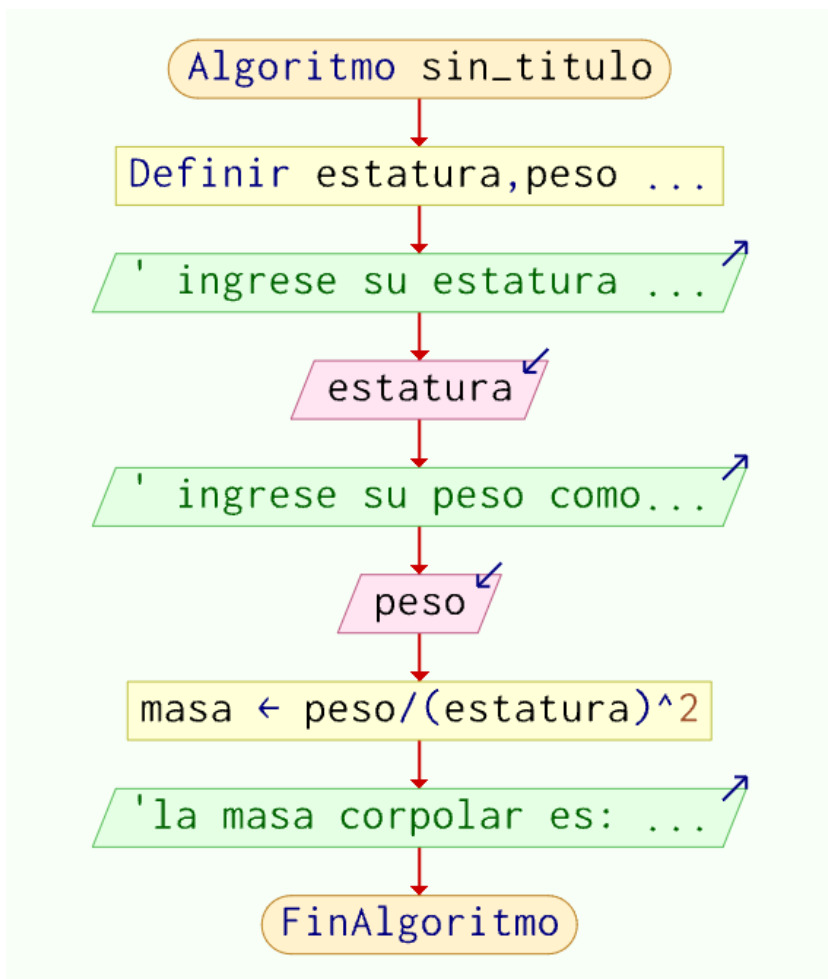 Algoritmo sin_titulo
Definir estatura,peso ...
' ingrese su estatura ...
estatura
' ingrese su peso como...
peso
masa ← peso/(estatura)^2
'la masa corpolar es: ...
FinAlgoritmo